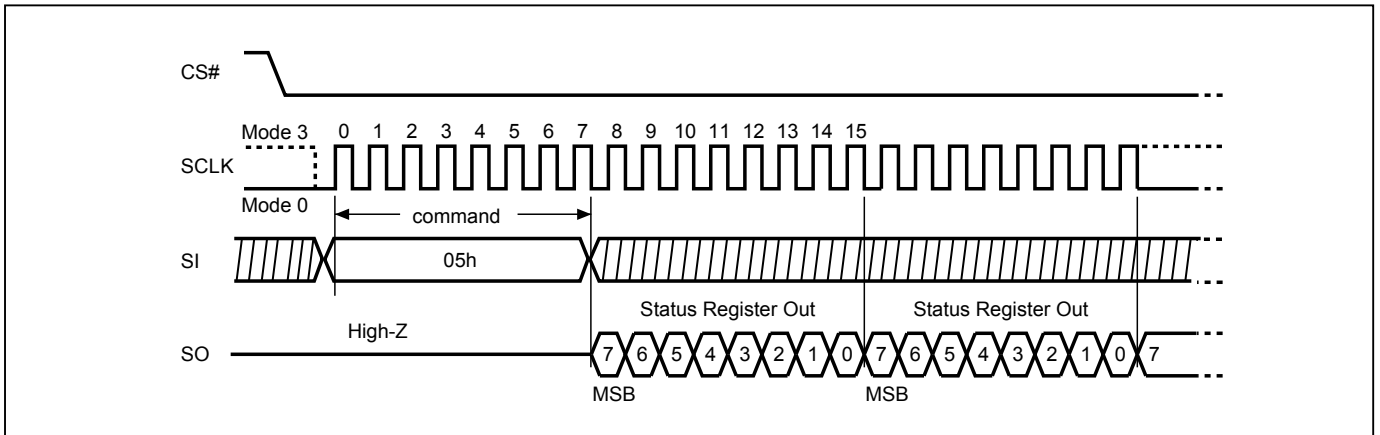 CS#
Mode 3 0 1 2 3 4 5 6 7 8 9 10 11 12 13 14 15
SCLK
Mode 0
command
SI
05h
Status Register Out Status Register Out
High-Z
SO
7 6 5 4 3 2 1 0 7 6 5 4 3 2 1 0 7
MSB MSB